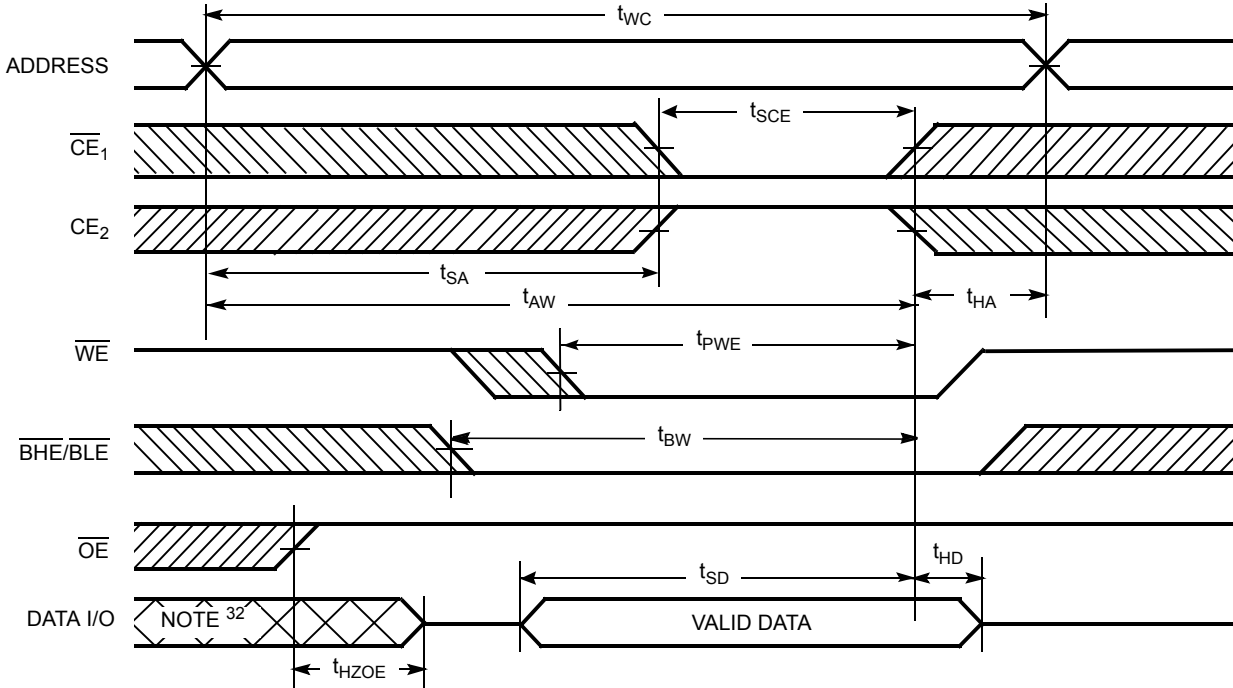 tWC
ADDRESS
tSCE
CE1
CE2
tSA
tAW
tHA
WE
tPWE
BHE/BLE
tBW
OE
tHD
tSD
DATA I/O
NOTE 32
VALID DATA
tHZOE